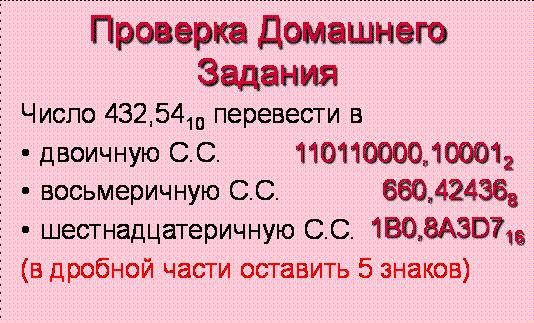 Проверка Домашнего
Задания
Число 432,54₁₀ перевести в
• двоичную С.С. 110110000,10001₂
• восьмеричную С.С. 660,42436₈
• шестнадцатеричную С.С. 1B0,8A3D7₁₆
(в дробной части оставить 5 знаков)